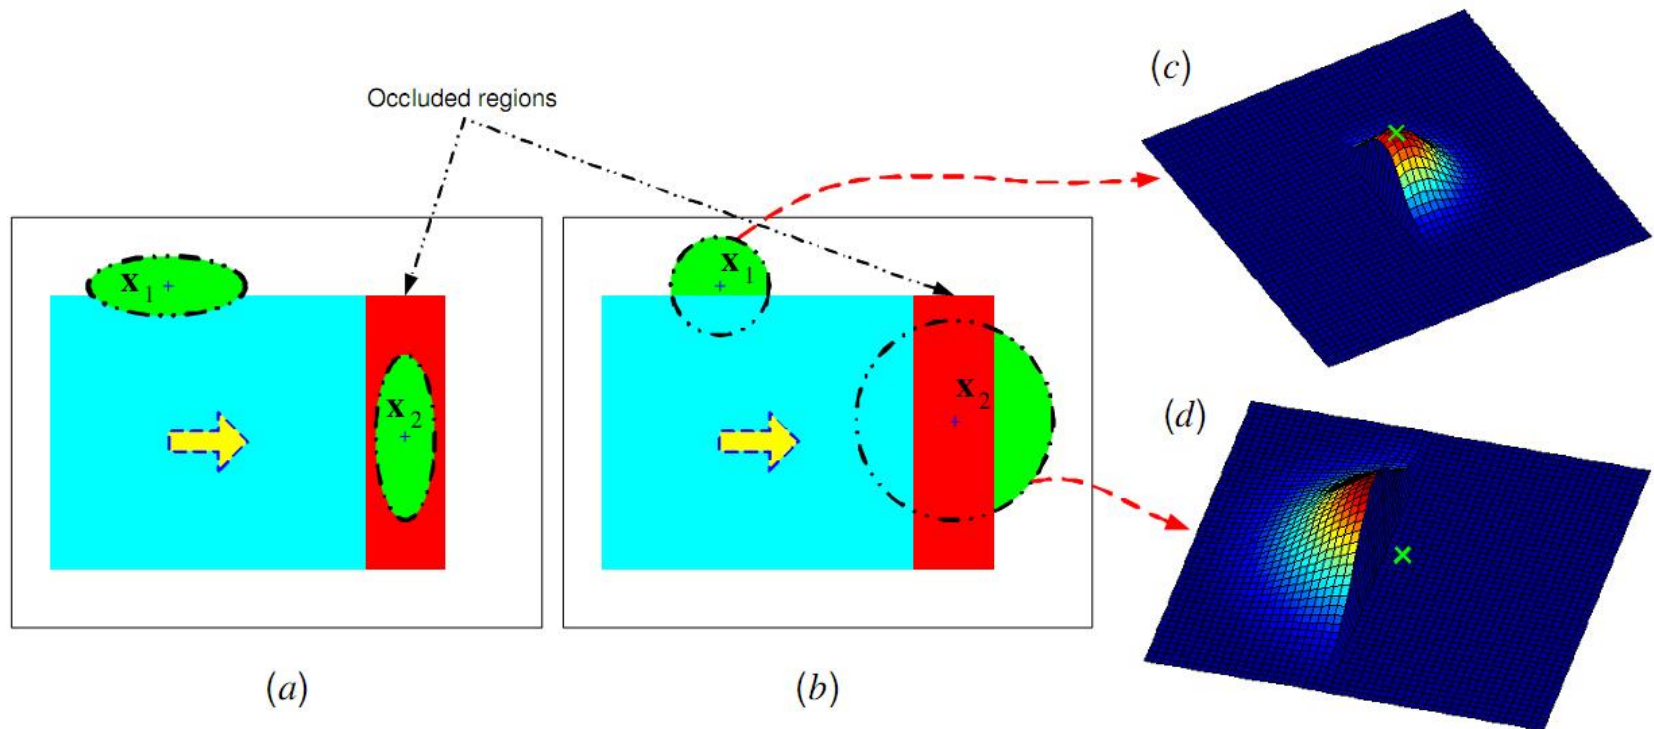 (c)
Occluded regions
x1
x2
x1
x2
(d)
(a)
(b)